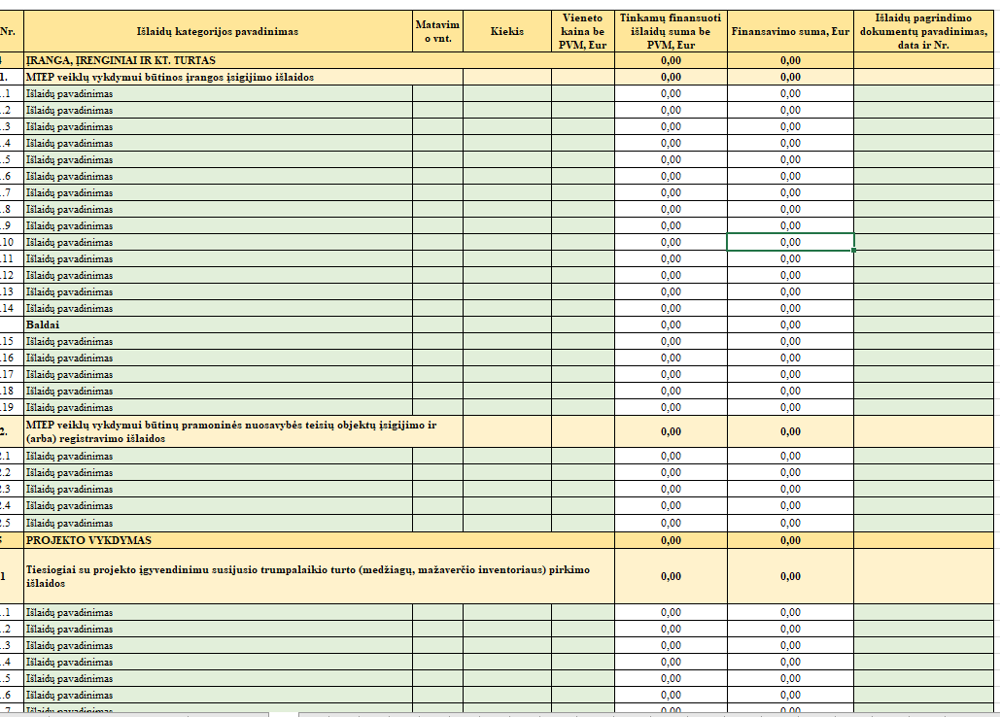 Nr. Išlaidų kategorijos pavadinimas Matavim o vnt. Kiekis Vieneto kaina be PVM, Eur Tinkamų finansuoti išlaidų suma be PVM, Eur Finansavimo suma, Eur Išlaidų pagrindimo dokumentų pavadinimas, data ir Nr.
ĮRANGA, ĮRENGINIAI IR KT. TURTAS 0,00 0,00
1. MTEP veiklų vykdymui būtinos įrangos įsigijimo išlaidos 0,00 0,00
.1 Išlaidų pavadinimas 0,00 0,00
.2 Išlaidų pavadinimas 0,00 0,00
.3 Išlaidų pavadinimas 0,00 0,00
.4 Išlaidų pavadinimas 0,00 0,00
.5 Išlaidų pavadinimas 0,00 0,00
.6 Išlaidų pavadinimas 0,00 0,00
.7 Išlaidų pavadinimas 0,00 0,00
.8 Išlaidų pavadinimas 0,00 0,00
.9 Išlaidų pavadinimas 0,00 0,00
.10 Išlaidų pavadinimas 0,00 0,00
.11 Išlaidų pavadinimas 0,00 0,00
.12 Išlaidų pavadinimas 0,00 0,00
.13 Išlaidų pavadinimas 0,00 0,00
.14 Išlaidų pavadinimas 0,00 0,00
Baldai 0,00 0,00
.15 Išlaidų pavadinimas 0,00 0,00
.16 Išlaidų pavadinimas 0,00 0,00
.17 Išlaidų pavadinimas 0,00 0,00
.18 Išlaidų pavadinimas 0,00 0,00
.19 Išlaidų pavadinimas 0,00 0,00
2. MTEP veiklų vykdymui būtinų pramoninės nuosavybės teisių objektų įsigijimo ir
(arba) registravimo išlaidos 0,00 0,00
2.1 Išlaidų pavadinimas 0,00 0,00
2.2 Išlaidų pavadinimas 0,00 0,00
2.3 Išlaidų pavadinimas 0,00 0,00
2.4 Išlaidų pavadinimas 0,00 0,00
2.5 Išlaidų pavadinimas 0,00 0,00
PROJEKTO VYKDYMAS 0,00 0,00
1 Tiesiogiai su projekto įgyvendinimu susijusio trumpalaikio turto (medžiagų, mažaverčio inventoriaus) pirkimo
išlaidos 0,00 0,00
.1 Išlaidų pavadinimas 0,00 0,00
.2 Išlaidų pavadinimas 0,00 0,00
.3 Išlaidų pavadinimas 0,00 0,00
.4 Išlaidų pavadinimas 0,00 0,00
.5 Išlaidų pavadinimas 0,00 0,00
.6 Išlaidų pavadinimas 0,00 0,00
.7 Išlaidų pavadinimas 0,00 0,00